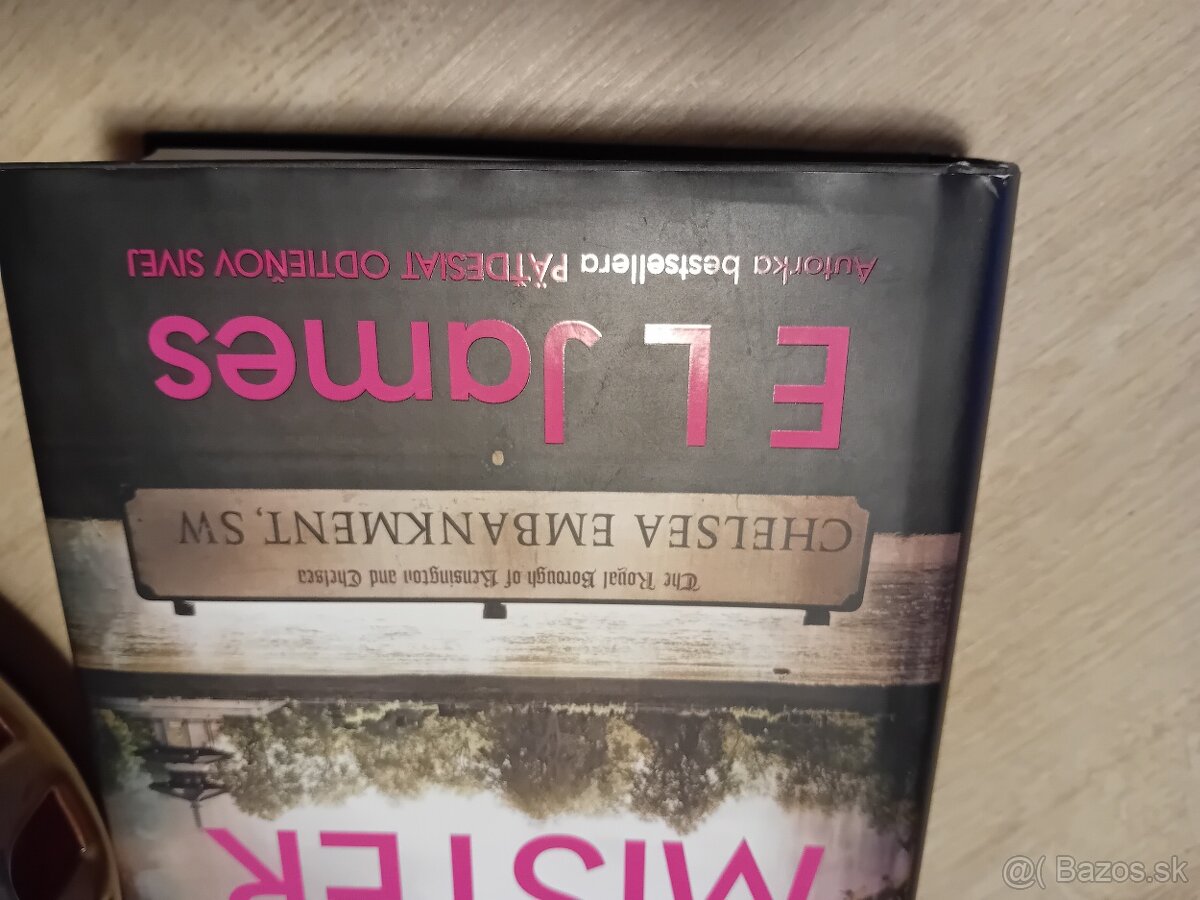 MISTER
The Royal Borough of Kensington and Chelsea
CHELSEA EMBANKMENT, SW
E L James
Autorka bestsellera PÄŤDESIAT ODTIEŇOV SIVEJ
@( Bazos.sk